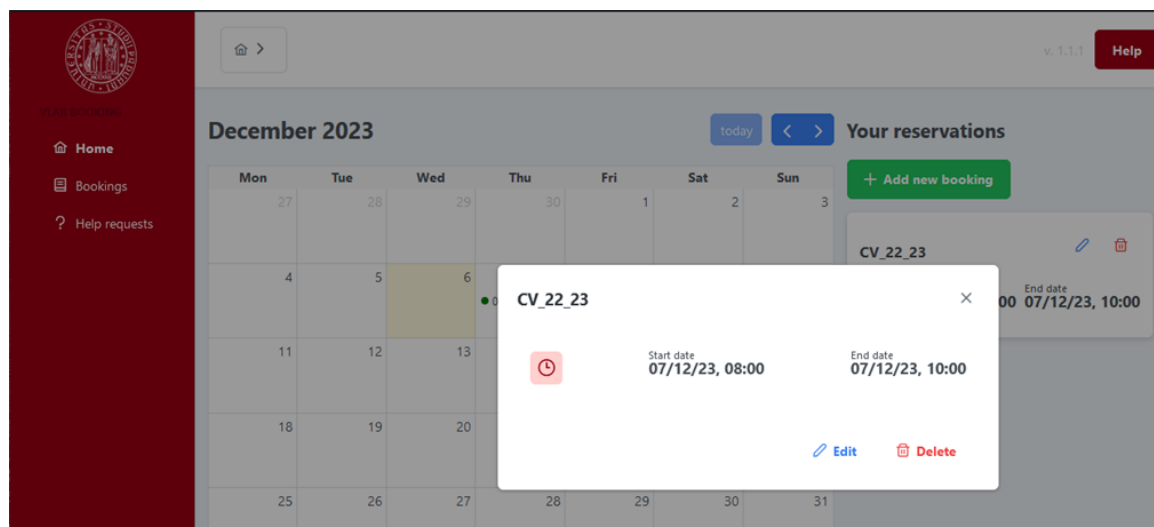 v. 1.1.1
Help
VLAB BOOKING
Home
Bookings
Help requests
December 2023
today
Mon Tue Wed Thu Fri Sat Sun
27 28 29 30 1 2 3
4 5 6
11 12 13
18 19 20
25 26 27 28 29 30 31
Your reservations
+ Add new booking
CV_22_23
End date
00 07/12/23, 10:00
CV_22_23
Start date
07/12/23, 08:00
End date
07/12/23, 10:00
Edit
Delete